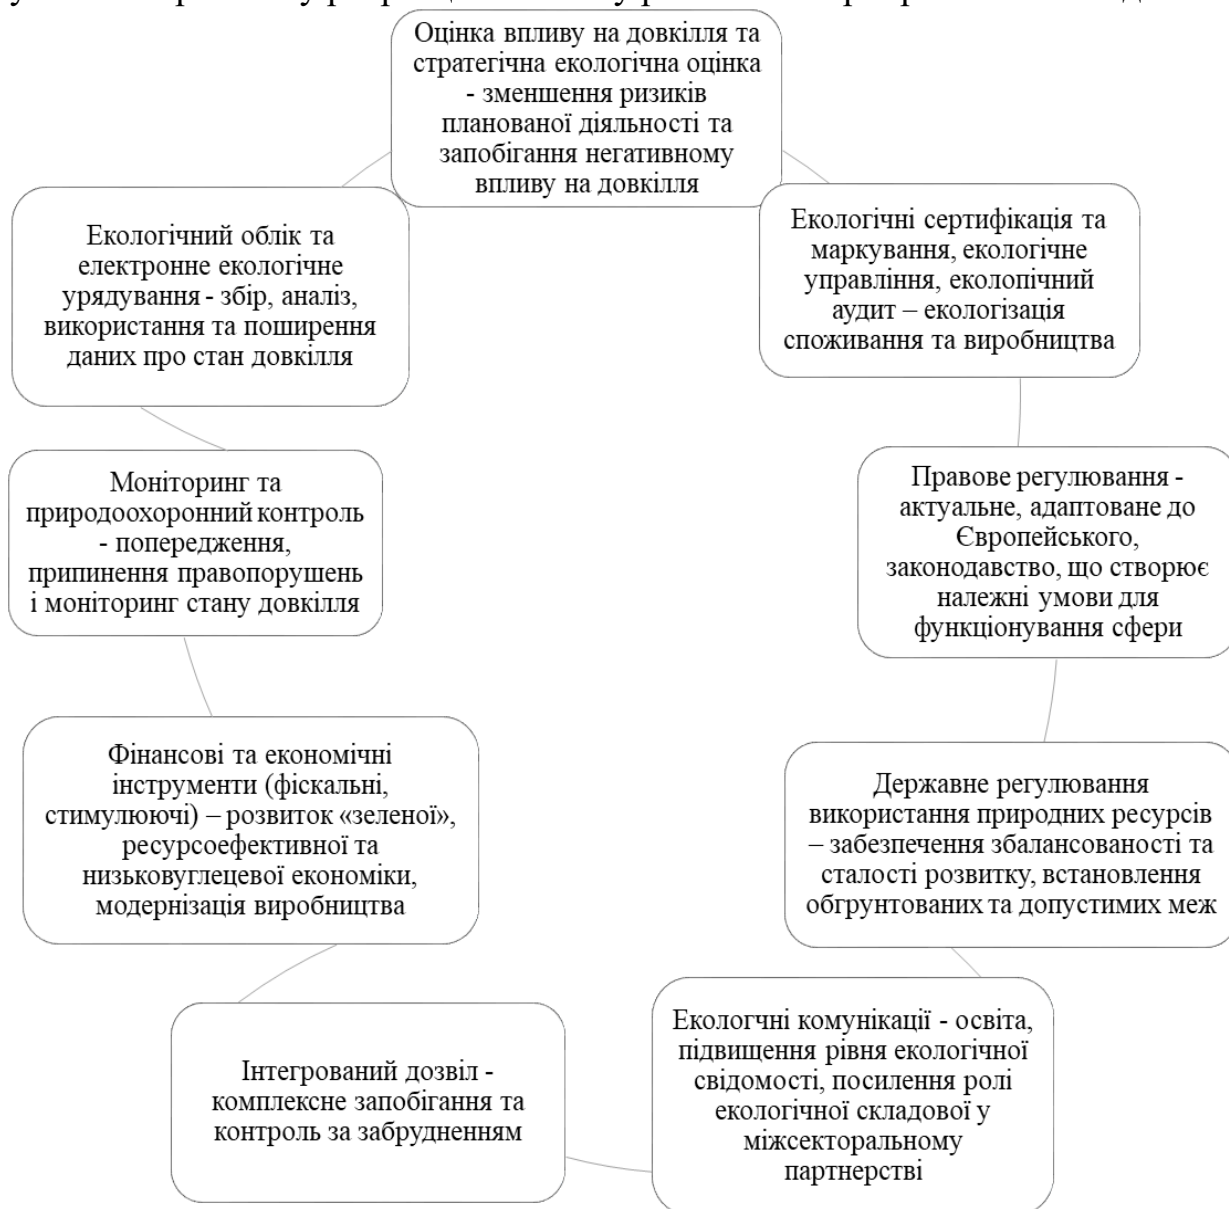 Оцінка впливу на довкілля та
стратегічна екологічна оцінка
- зменшення ризиків
планованої діяльності та
запобігання негативному
впливу на довкілля
Екологічні сертифікація та
маркування, екологічне
управління, еколопічний
аудит – екологізація
споживання та виробництва
Правове регулювання -
актуальне, адаптоване до
Європейського,
законодавство, що створює
належні умови для
функціонування сфери
Державне регулювання
використання природних ресурсів
– забезпечення збалансованості та
сталості розвитку, встановлення
обгрунтованих та допустимих меж
Екологчні комунікації - освіта,
підвищення рівня екологічної
свідомості, посилення ролі
екологічної складової у
міжсекторальному
партнерстві
Інтегрований дозвіл -
комплексне запобігання та
контроль за забрудненням
Фінансові та економічні
інструменти (фіскальні,
стимулюючі) – розвиток «зеленої»,
ресурсоефективної та
низьковуглецевої економіки,
модернізація виробництва
Моніторинг та
природоохоронний контроль
- попередження,
припинення правопорушень
і моніторинг стану довкілля
Екологічний облік та
електронне екологічне
урядування - збір, аналіз,
використання та поширення
даних про стан довкілля